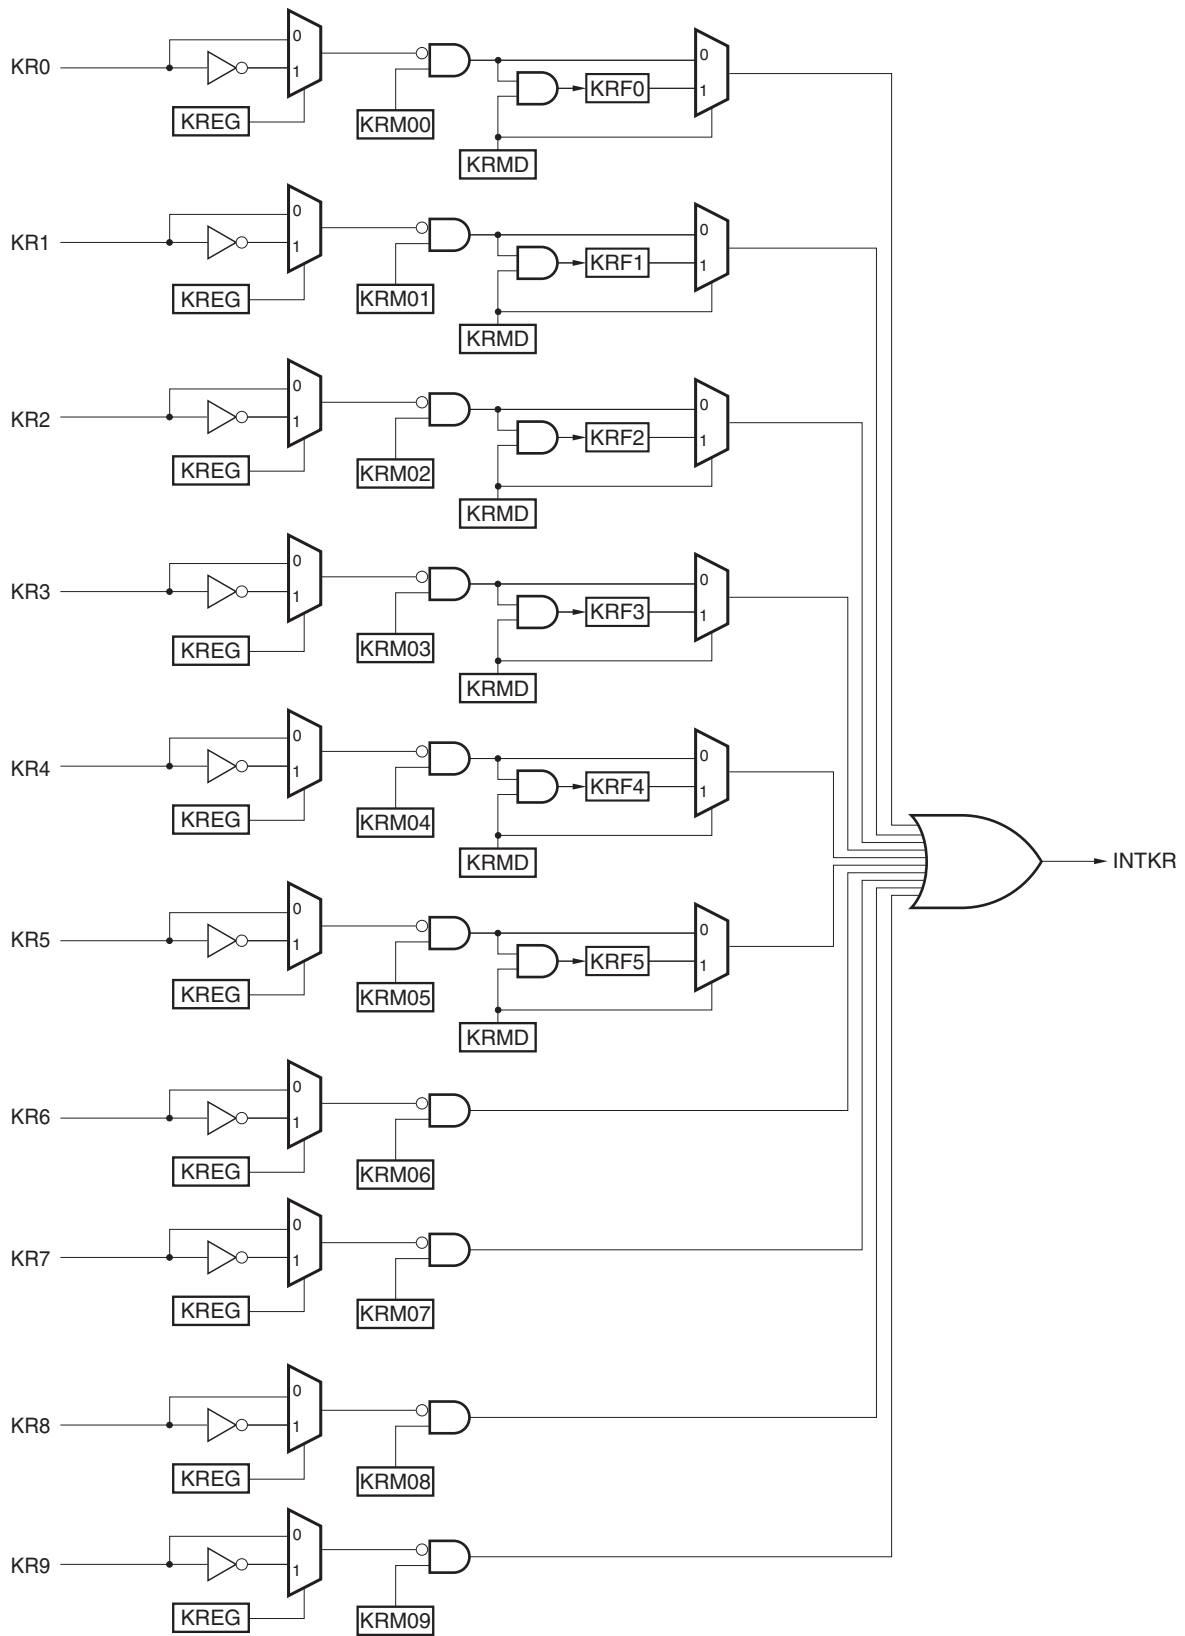 0
KR0
1
KREG
KRM00
KRF0
0
1
KRMD
0
KR1
1
KREG
KRM01
KRF1
0
1
KRMD
0
KR2
1
KREG
KRM02
KRF2
0
1
KRMD
0
KR3
1
KREG
KRM03
KRF3
0
1
KRMD
0
KR4
1
KREG
KRM04
KRF4
0
1
KRMD
INTKR
0
KR5
1
KREG
KRM05
KRF5
0
1
KRMD
0
KR6
1
KREG
KRM06
0
KR7
1
KREG
KRM07
0
KR8
1
KREG
KRM08
0
KR9
1
KREG
KRM09